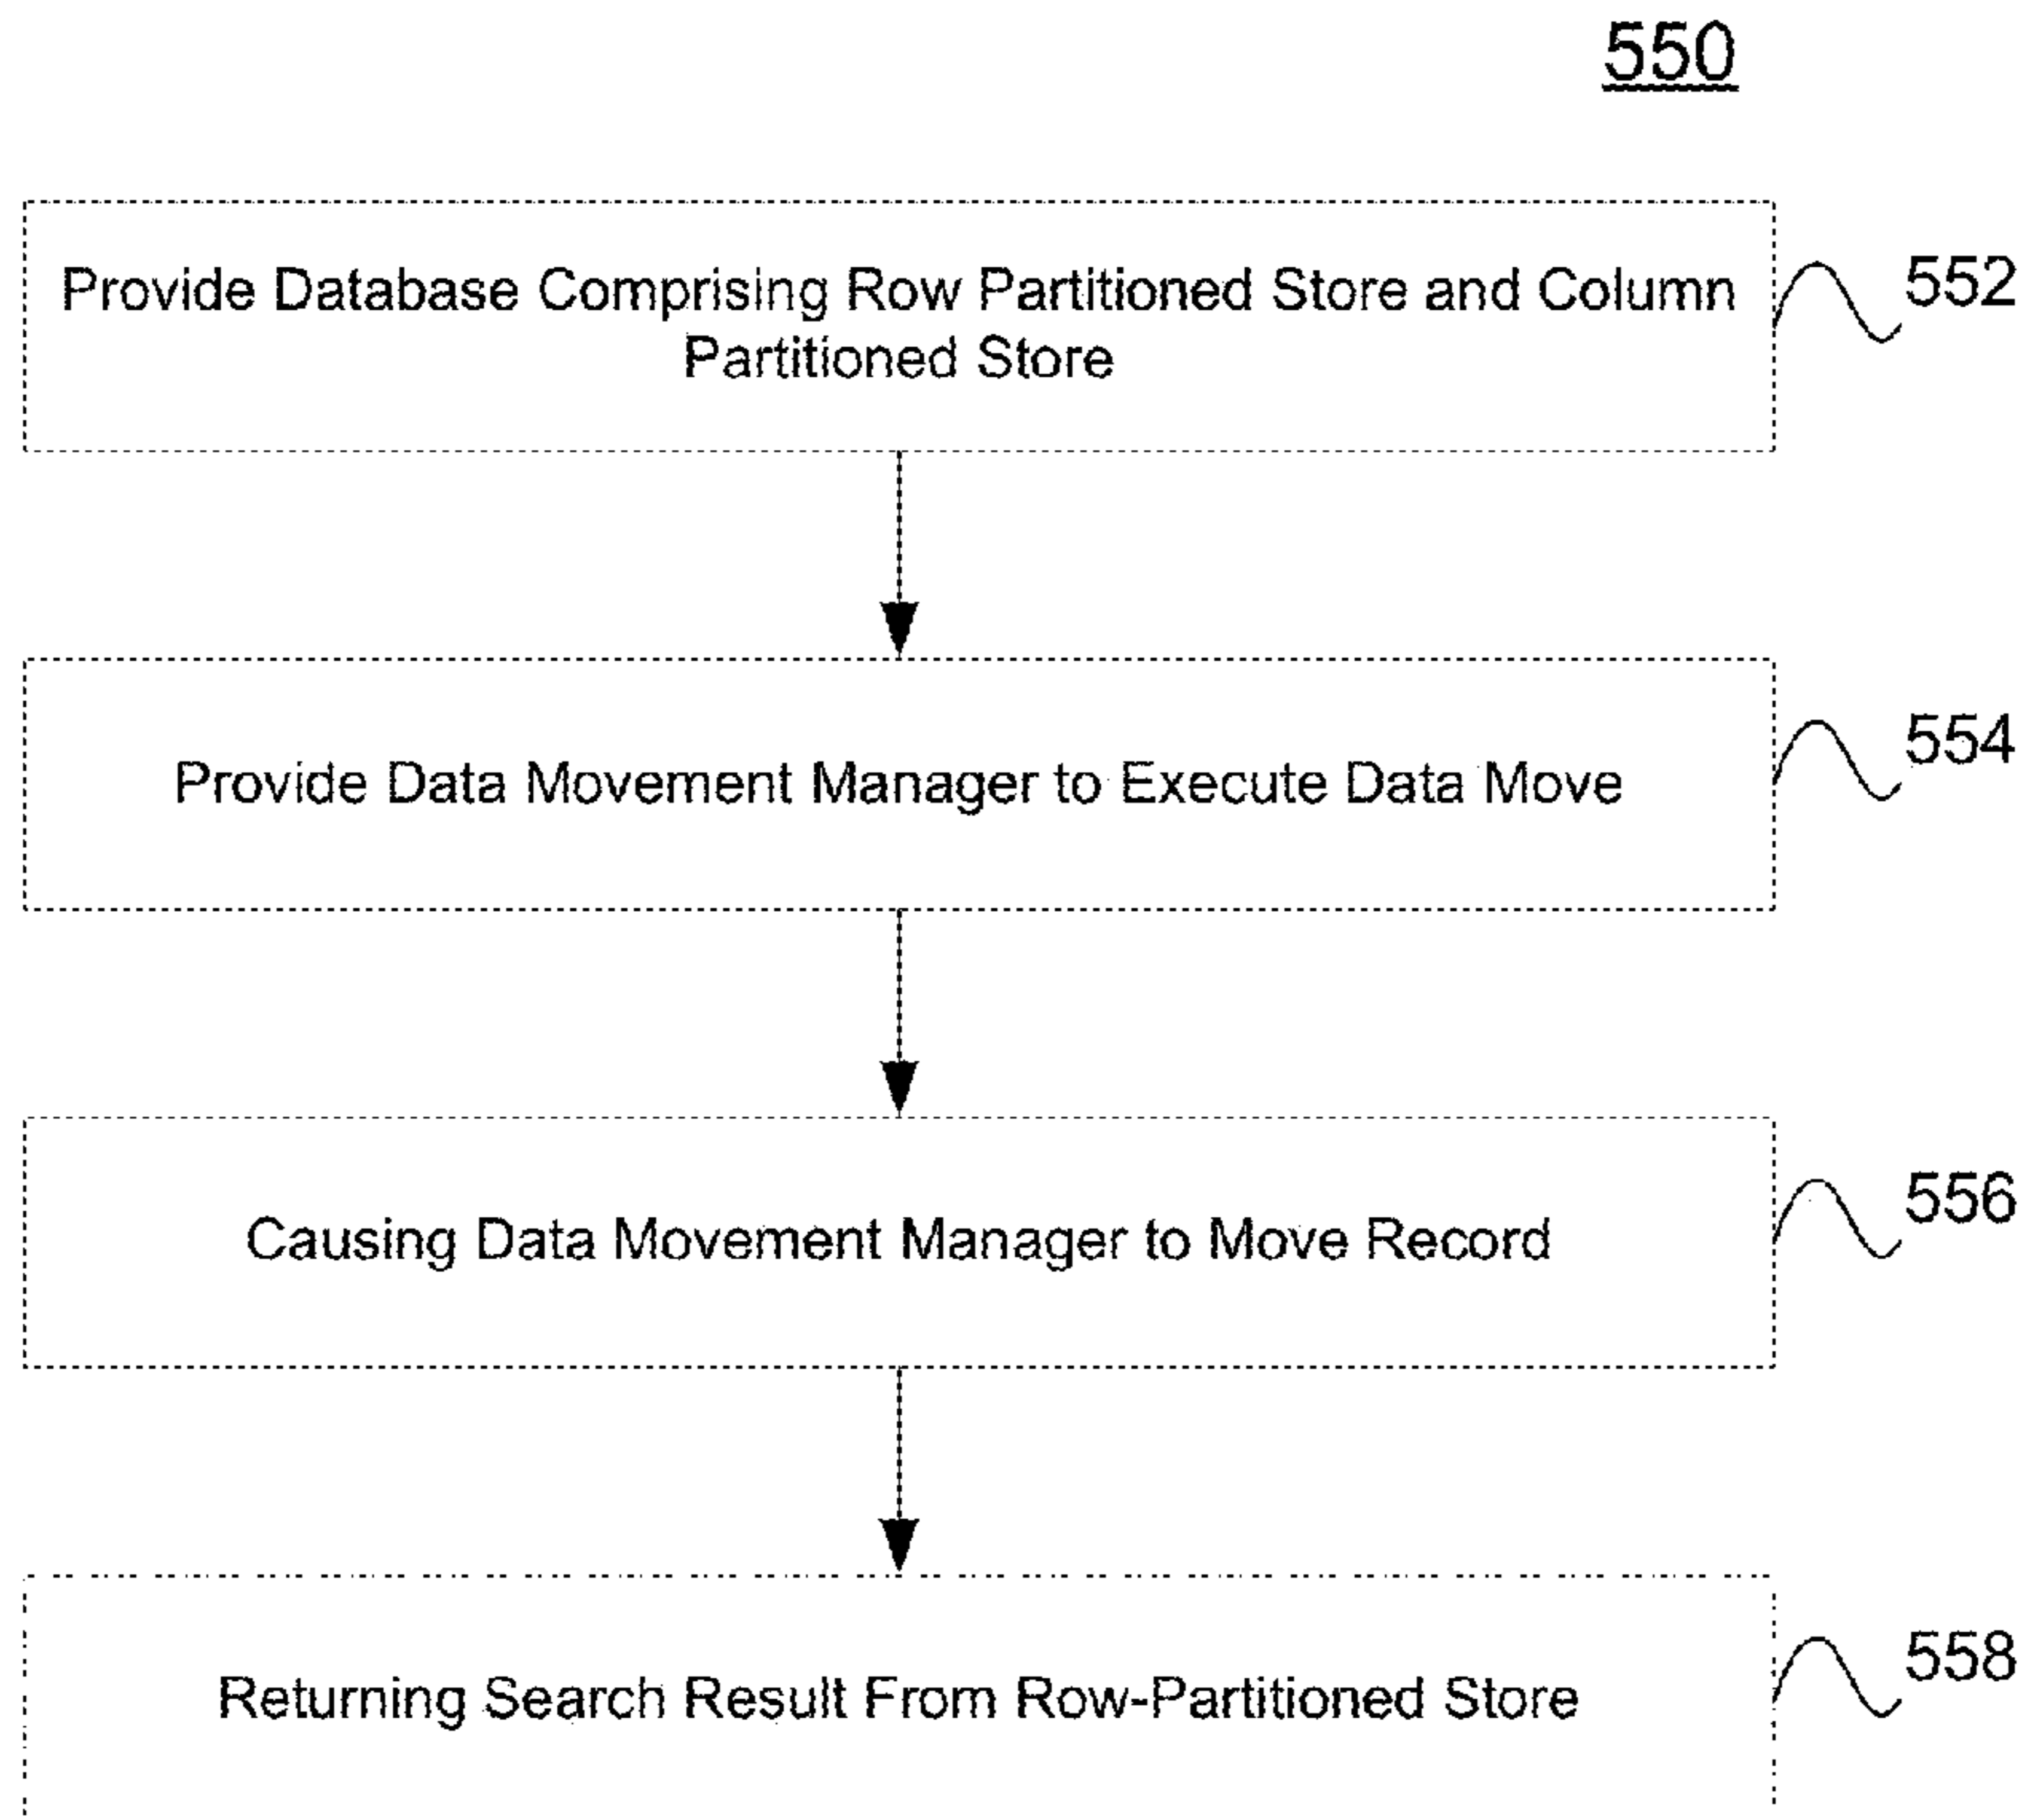 550
Provide Database Comprising Row Partitioned Store and Column
Partitioned Store
552
Provide Data Movement Manager to Execute Data Move
554
Causing Data Movement Manager to Move Record
556
Returning Search Result From Row-Partitioned Store
558